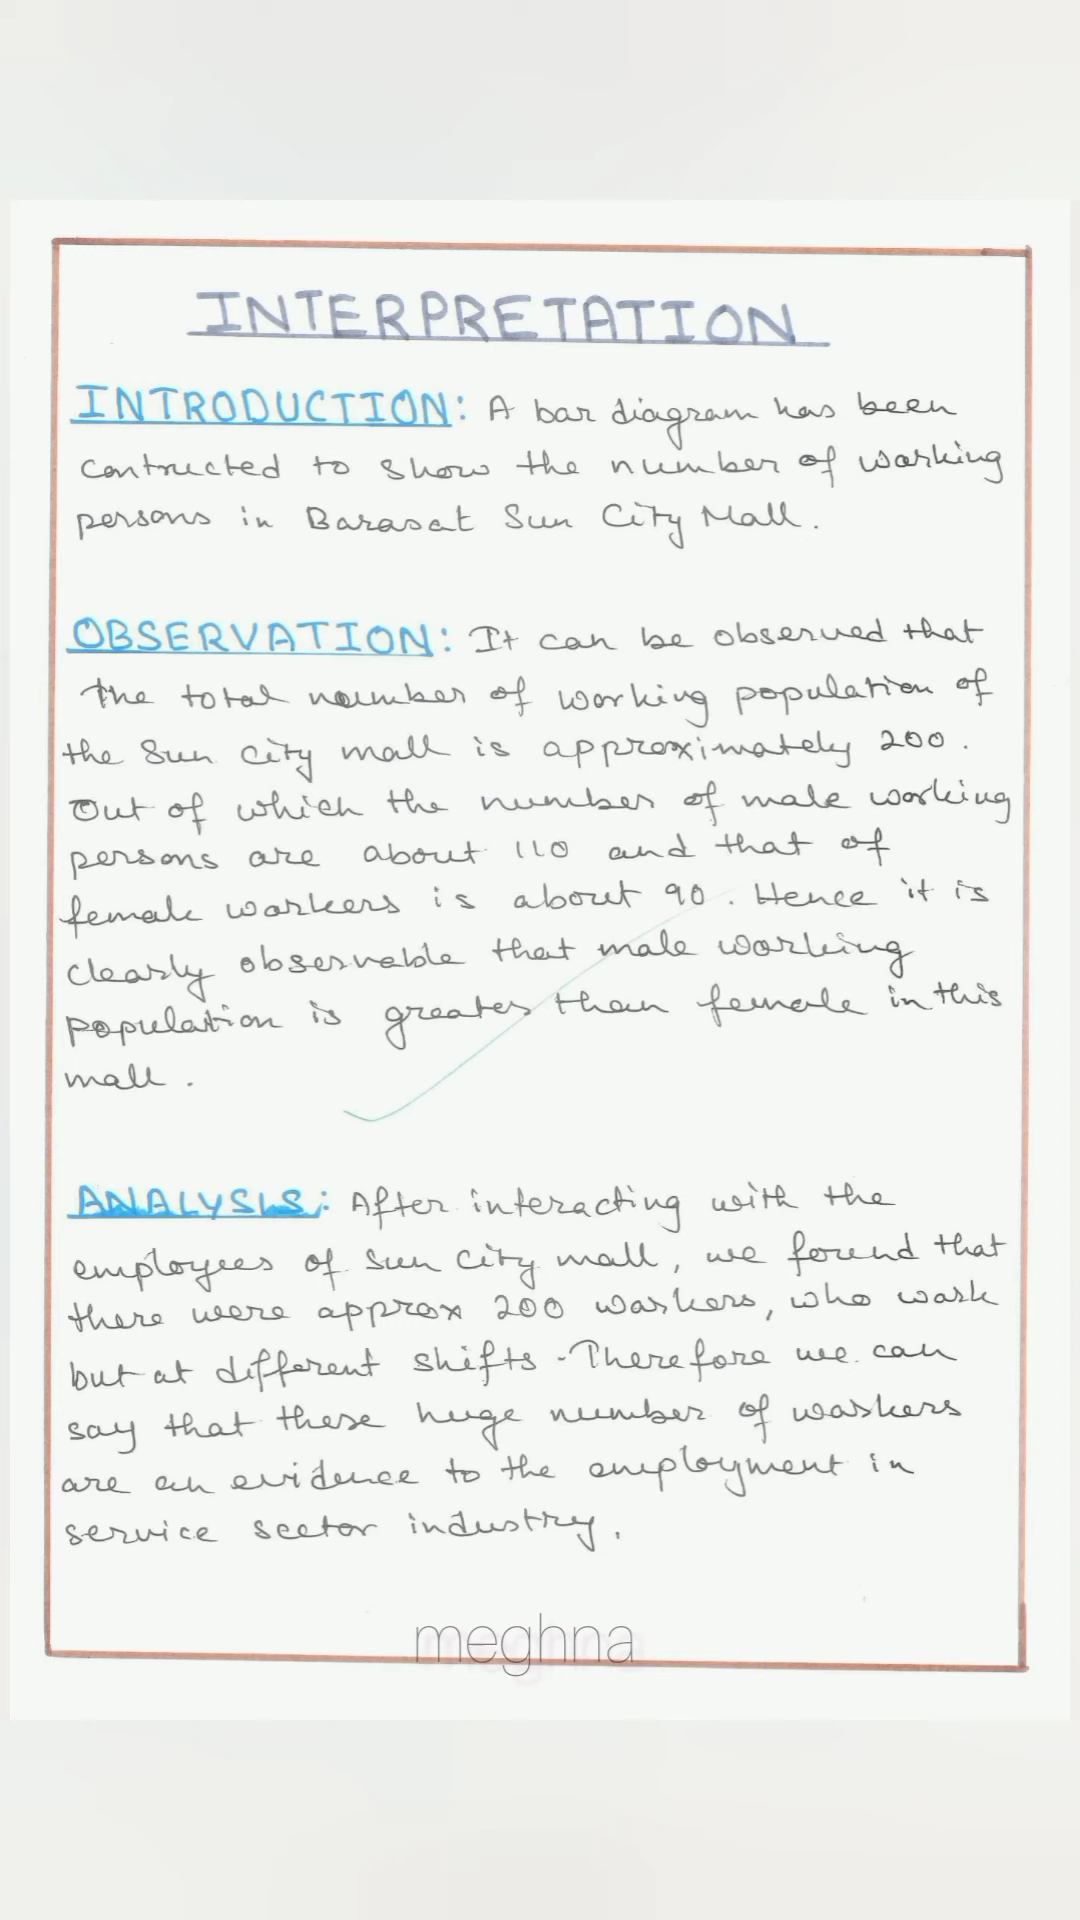 INTERPRETATION
INTRODUCTION: A bar diagram has been
contructed to show the number of working
persons in Barasat Sun City Mall.
OBSERVATION: It can be observed that
the total number of working population of
the Sun city mall is approximately 200.
Out of which the number of male working
persons are about 110 and that of
female workers is about 90. Hence it is
clearly observable that male working
population is greater than female in this
mall.
ANALYSIS: After interacting with the
employees of Sun City mall, we found that
there were approx 200 workers, who work
but at different shifts. Therefore we can
say that these huge number of workers
are an evidence to the employment in
service sector industry.
meghna